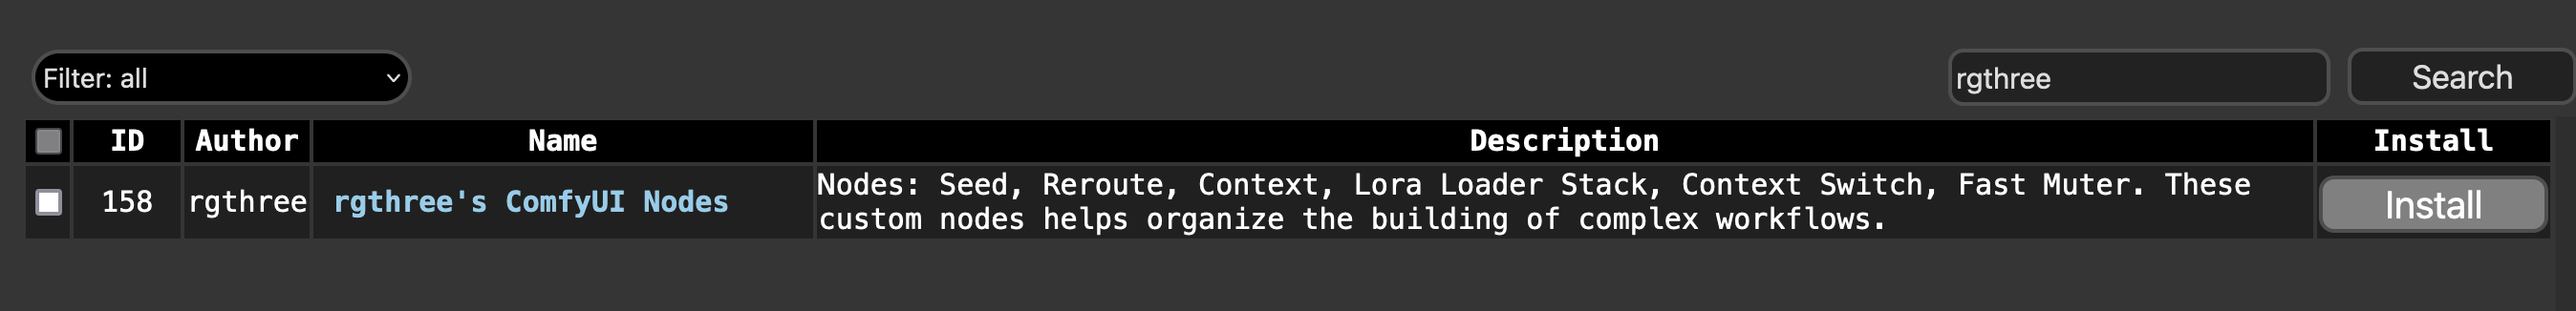 Filter: all
rgthree
Search
ID
Author
Name
Description
Install
158
rgthree
rgthree's ComfyUI Nodes
Nodes: Seed, Reroute, Context, Lora Loader Stack, Context Switch, Fast Muter. These
custom nodes helps organize the building of complex workflows.
Install